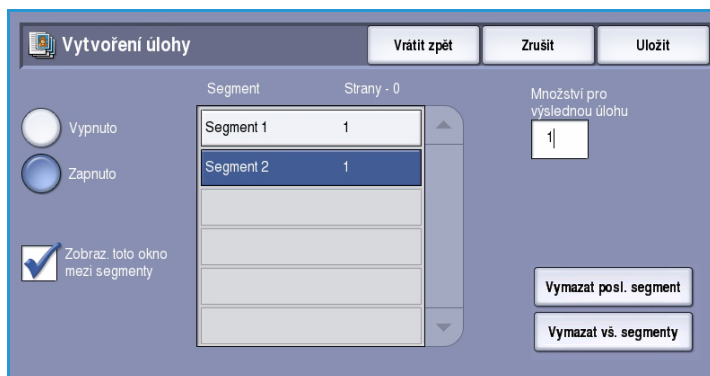 Vytvoření úlohy
Vrátit zpět
Zrušit
Uložit
Segment
Strany - 0
Množství pro
výslednou úlohu
1
Vypnuto
Zapnuto
Segment 1 1
Segment 2 1
Zobraz. toto okno
mezi segmenty
Vymazat posl. segment
Vymazat vš. segmenty